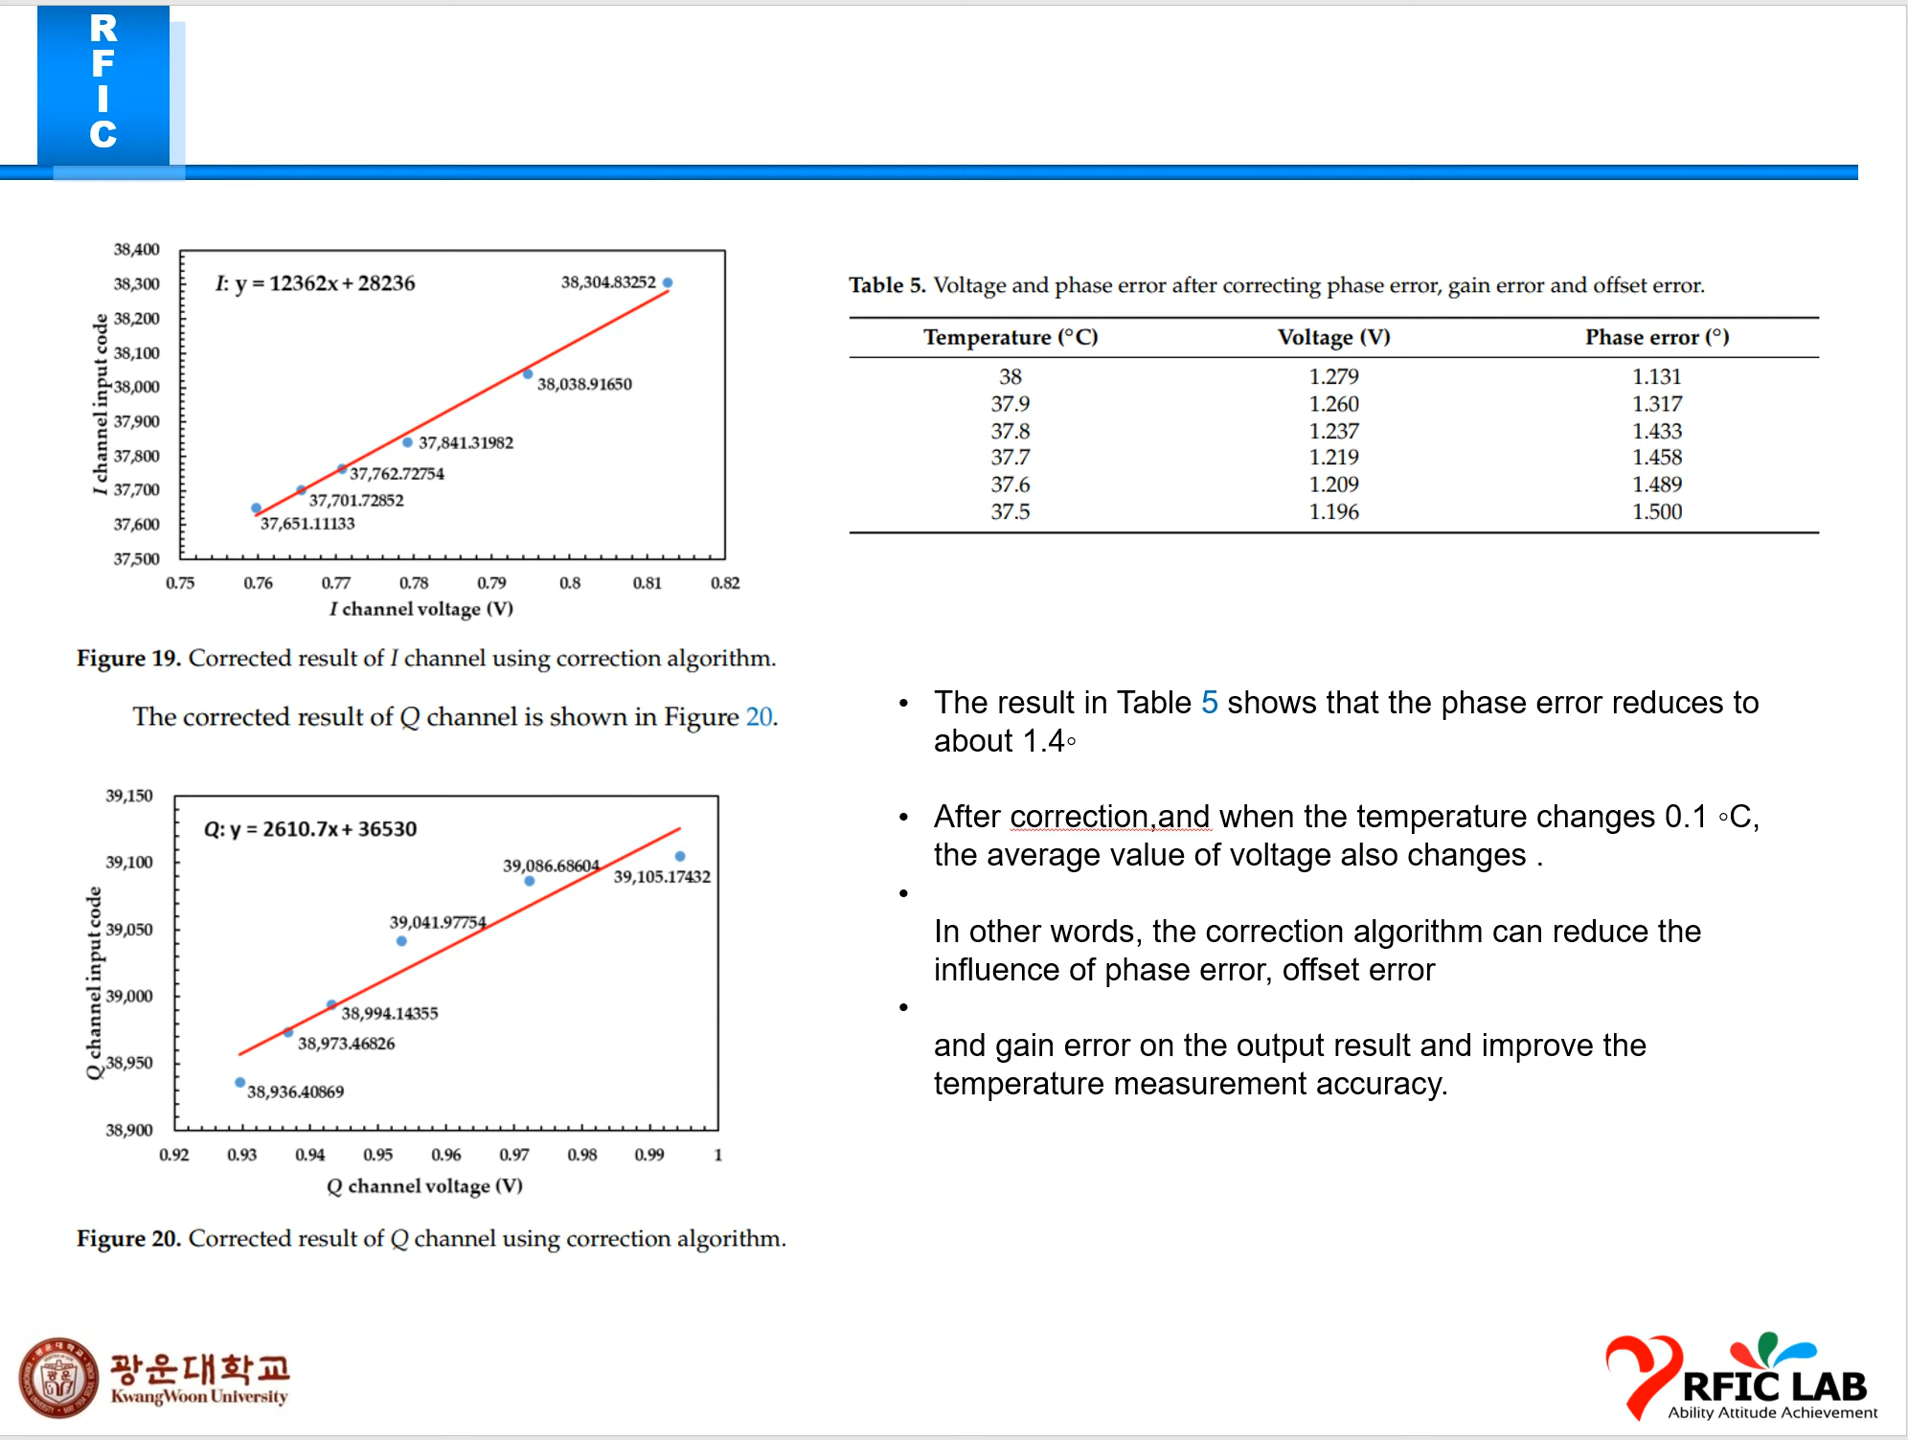 R
F
I
C
38,400
38,300
38,200
38,100
38,000
37,900
37,800
37,700
37,600
37,500
I channel input code
I: y = 12362x + 28236
38,304.83252
38,038.91650
37,841.31982
37,762.72754
37,701.72852
37,651.11133
0.75 0.76 0.77 0.78 0.79 0.8 0.81 0.82
I channel voltage (V)
Figure 19. Corrected result of I channel using correction algorithm.
The corrected result of Q channel is shown in Figure 20.
39,150
39,100
39,050
39,000
38,950
38,900
Q channel input code
Q: y = 2610.7x + 36530
39,086.68604
39,105.17432
39,041.97754
38,994.14355
38,973.46826
38,936.40869
0.92 0.93 0.94 0.95 0.96 0.97 0.98 0.99 1
Q channel voltage (V)
Figure 20. Corrected result of Q channel using correction algorithm.
Table 5. Voltage and phase error after correcting phase error, gain error and offset error.
Temperature (°C) Voltage (V) Phase error (°)
38 1.279 1.131
37.9 1.260 1.317
37.8 1.237 1.433
37.7 1.219 1.458
37.6 1.209 1.489
37.5 1.196 1.500
• The result in Table 5 shows that the phase error reduces to
about 1.4◦
• After correction,and when the temperature changes 0.1 ◦C,
the average value of voltage also changes .
•
In other words, the correction algorithm can reduce the
influence of phase error, offset error
•
and gain error on the output result and improve the
temperature measurement accuracy.
광운대학교
KwangWoon University
RFIC LAB
Ability Attitude Achievement